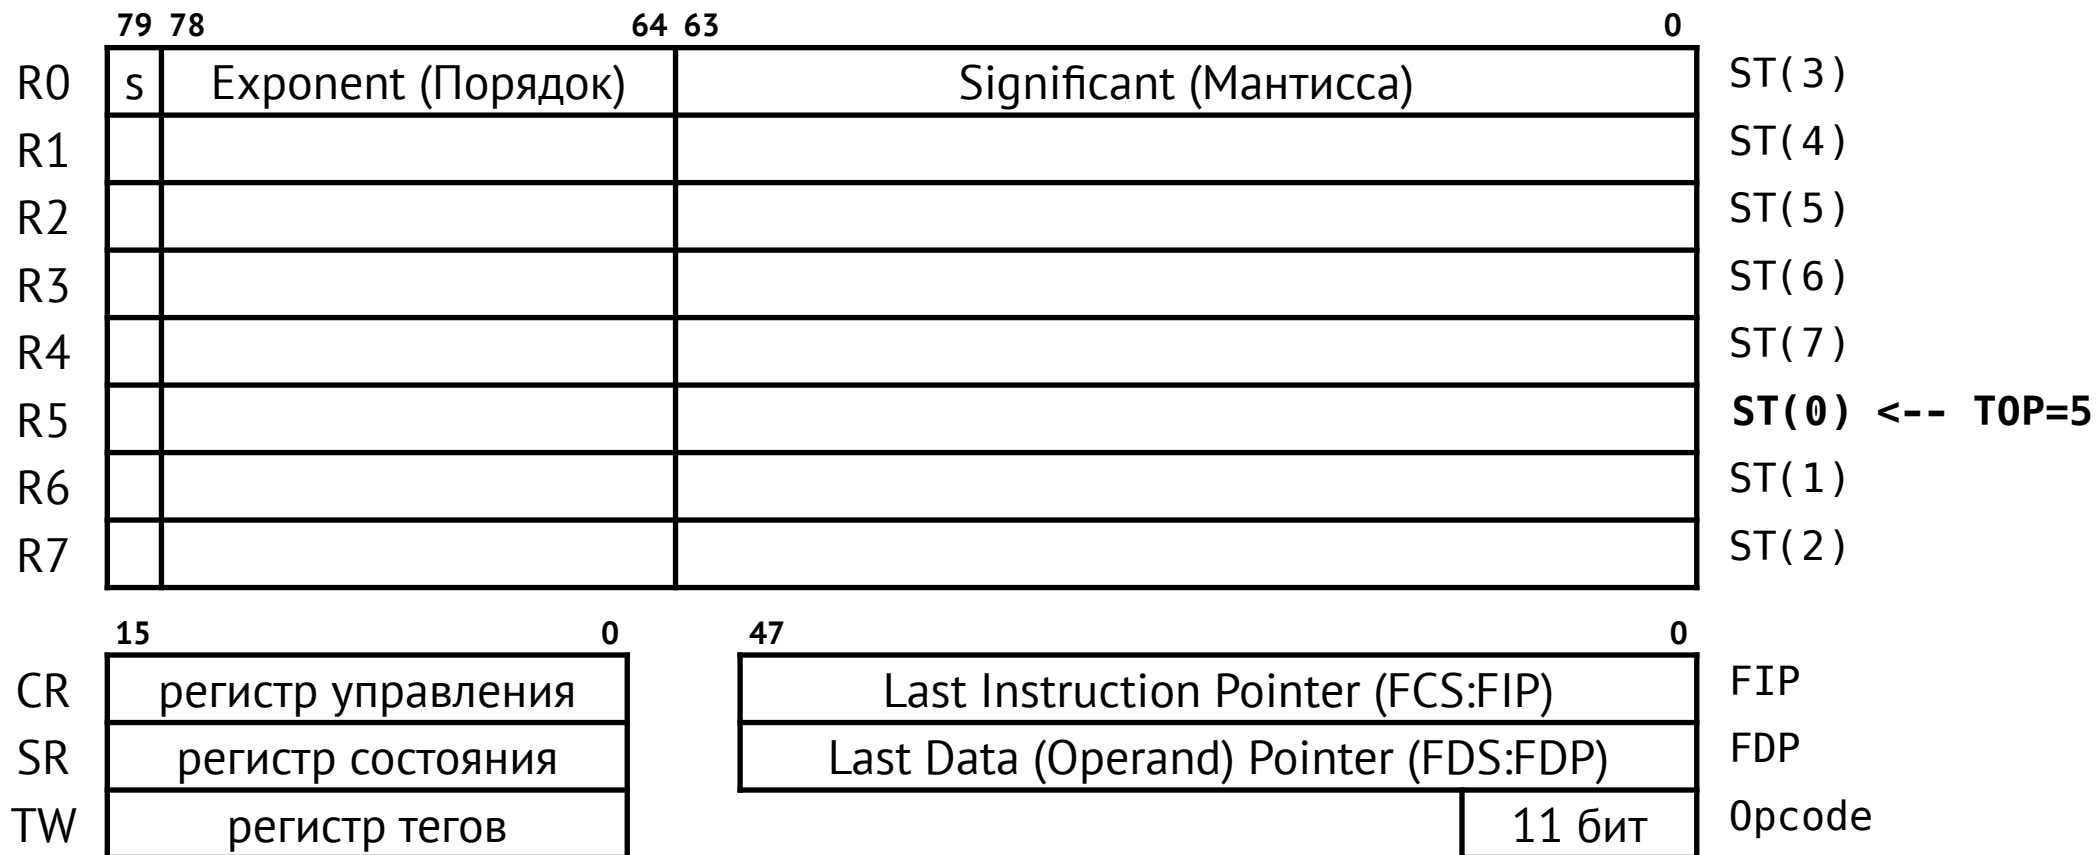 79 78 64 63 0
R0 s Exponent (Порядок) Significant (Мантисса) ST(3)
R1 ST(4)
R2 ST(5)
R3 ST(6)
R4 ST(7)
R5 ST(0) <-- TOP=5
R6 ST(1)
R7 ST(2)
15 0 47 0
CR регистр управления Last Instruction Pointer (FCS:FIP) FIP
SR регистр состояния Last Data (Operand) Pointer (FDS:FDP) FDP
TW регистр тегов 11 бит Opcode